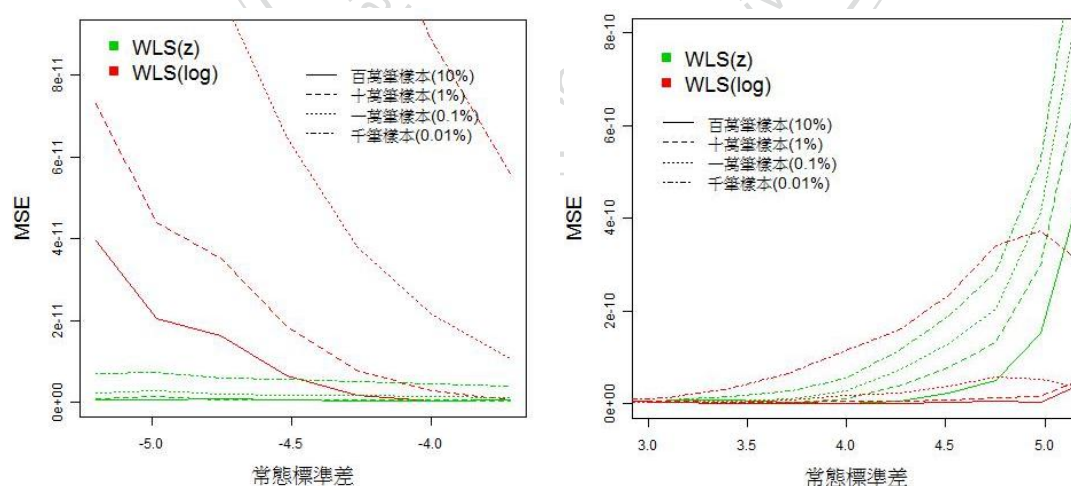 WLS(z)
WLS(log)
百萬筆樣本(10%)
十萬筆樣本(1%)
一萬筆樣本(0.1%)
千筆樣本(0.01%)
MSE
0e+00
2e-11
4e-11
6e-11
8e-11
-5.0
-4.5
-4.0
常態標準差
WLS(z)
WLS(log)
百萬筆樣本(10%)
十萬筆樣本(1%)
一萬筆樣本(0.1%)
千筆樣本(0.01%)
MSE
0e+00
2e-10
4e-10
6e-10
8e-10
3.0
3.5
4.0
4.5
5.0
常態標準差